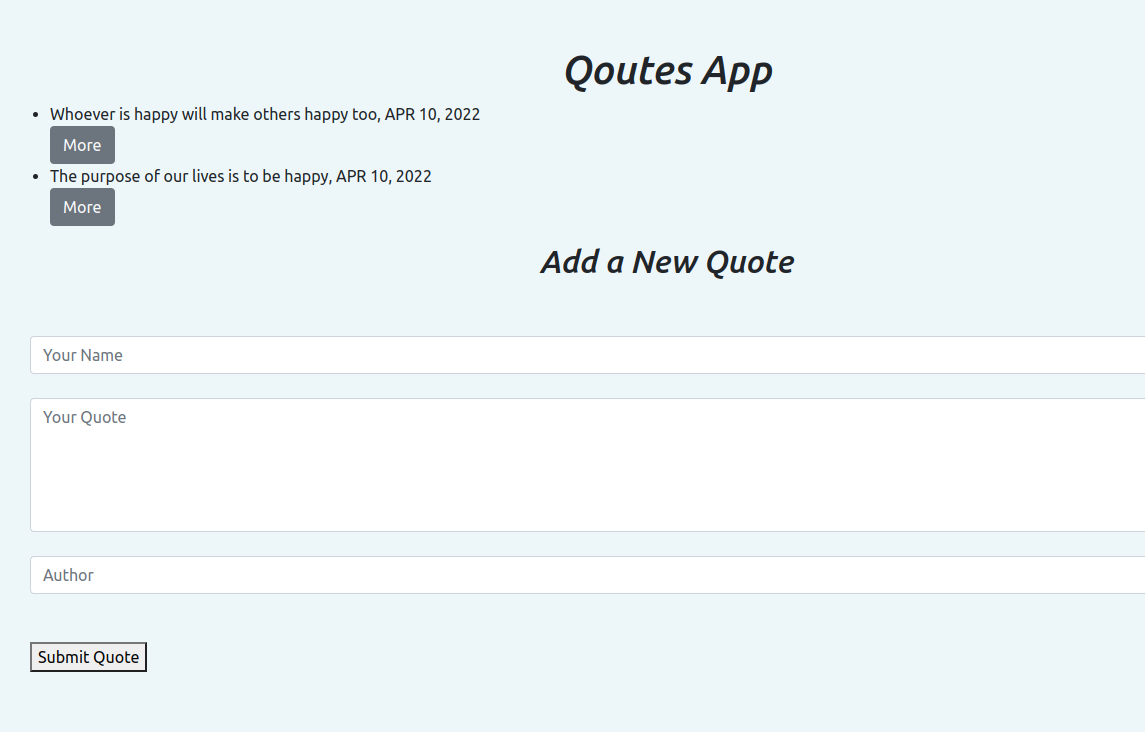 Qoutes App
Whoever is happy will make others happy too, APR 10, 2022
More
The purpose of our lives is to be happy, APR 10, 2022
More
Add a New Quote
Your Name
Your Quote
Author
Submit Quote